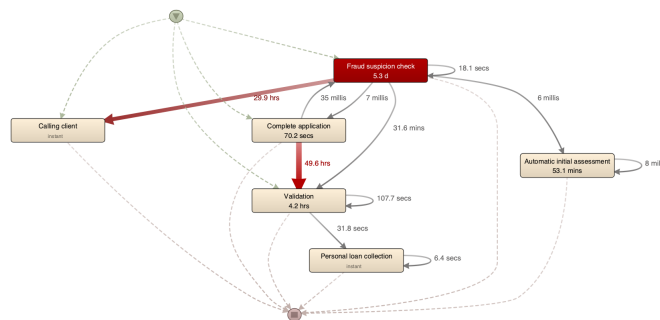 Fraud suspicion check
5.3 d
18.1 secs
29.9 hrs
35 millis
7 millis
6 millis
Calling client
instant
Complete application
70.2 secs
31.6 mins
49.6 hrs
Automatic initial assessment
53.1 mins
8 mil
Validation
4.2 hrs
107.7 secs
31.8 secs
Personal loan collection
instant
6.4 secs